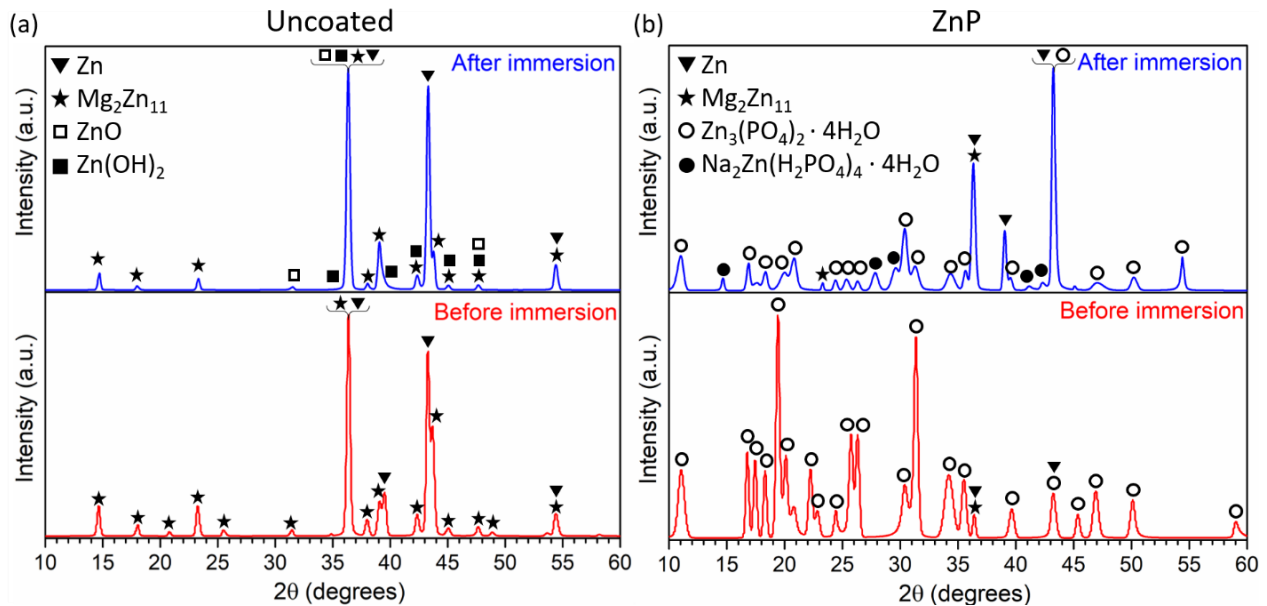 (a) Uncoated
After immersion
Zn
Mg₂Zn₁₁
ZnO
Zn(OH)₂
Intensity (a.u.)
Before immersion
Intensity (a.u.)
10 15 20 25 30 35 40 45 50 55 60
2θ (degrees)
(b) ZnP
After immersion
Zn
Mg₂Zn₁₁
Zn₃(PO₄)₂ · 4H₂O
Na₂Zn(H₂PO₄)₄ · 4H₂O
Intensity (a.u.)
Before immersion
Intensity (a.u.)
10 15 20 25 30 35 40 45 50 55 60
2θ (degrees)